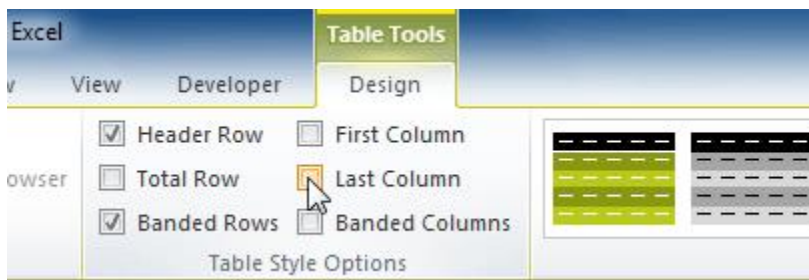 Excel Table Tools
View Developer Design
Header Row First Column
owser Total Row Last Column
Banded Rows Banded Columns
Table Style Options